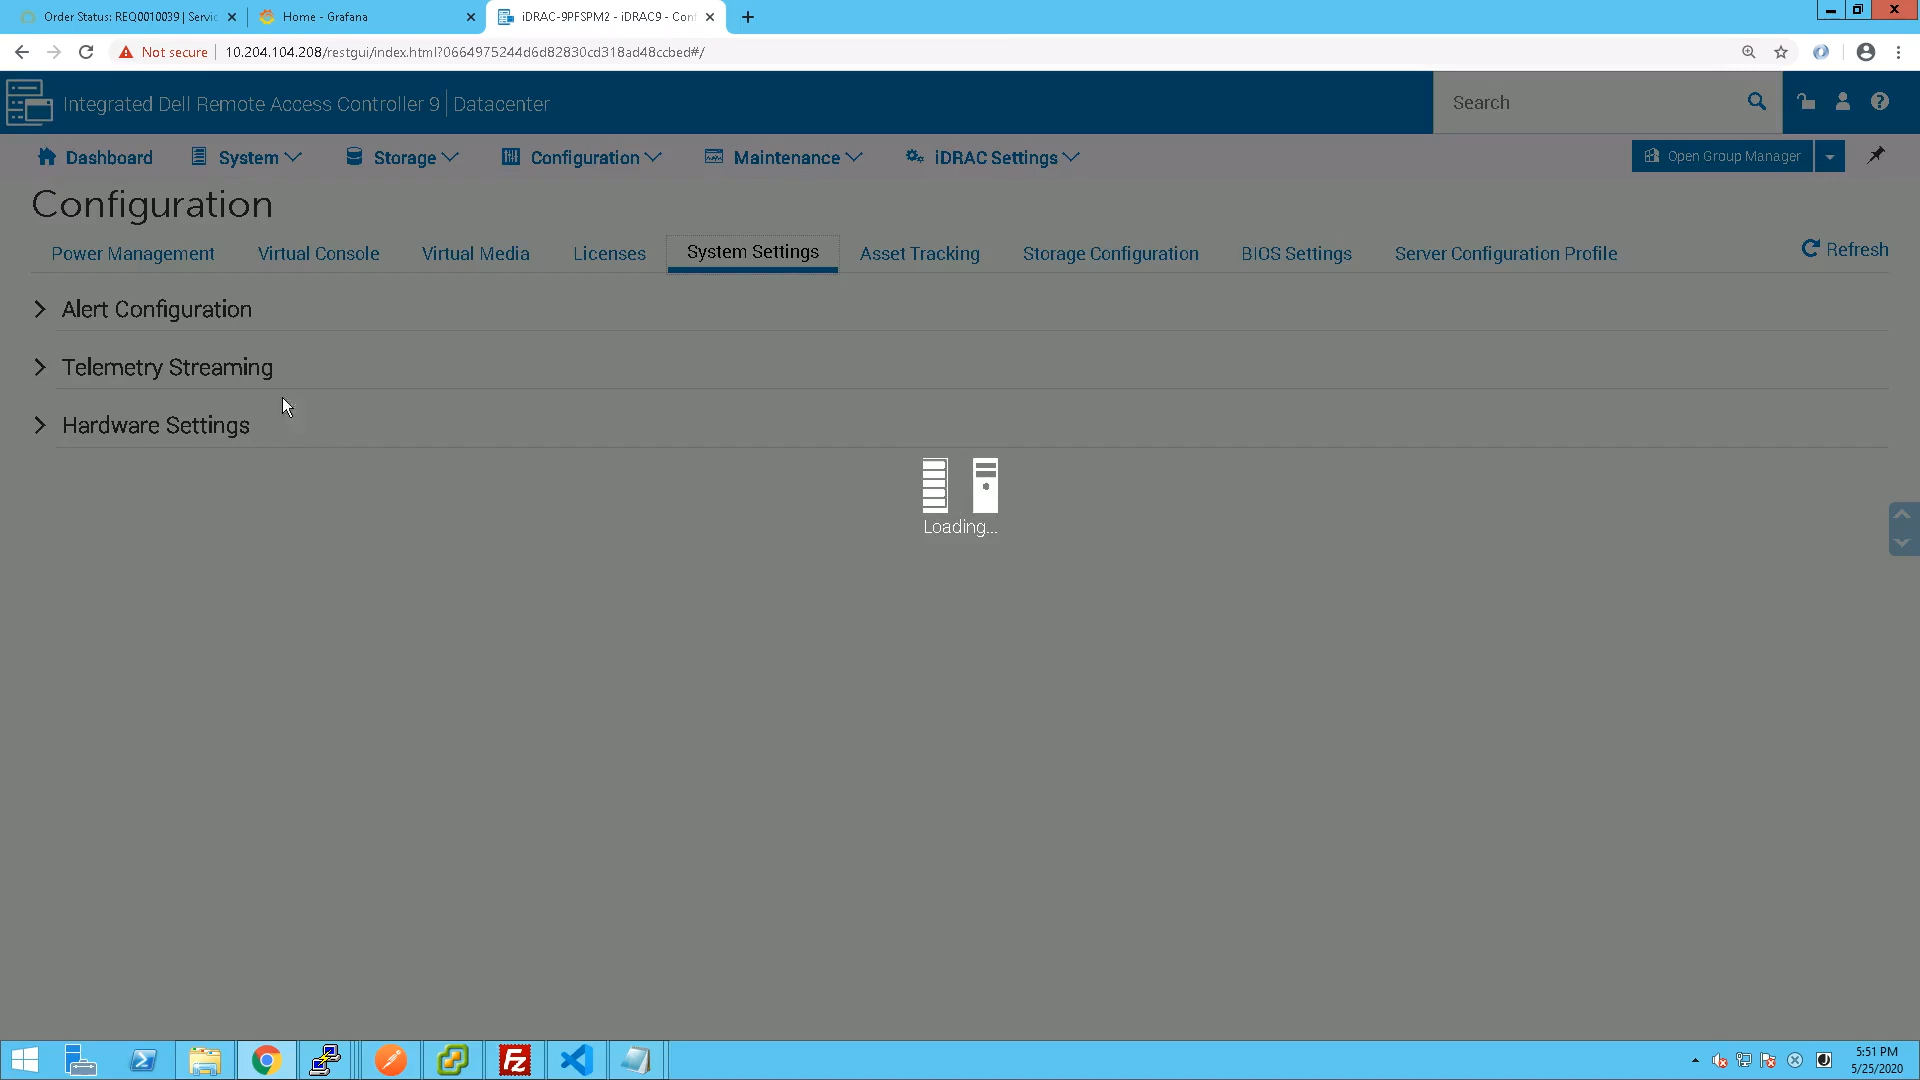 Order Status: REQ0010039 | Servic
Home - Grafana
iDRAC-9PFSPM2 - iDRAC9 - Con
Not secure
10.204.104.208/restgui/index.html?0664975244d6d82830cd318ad48ccbed#/
Integrated Dell Remote Access Controller 9 | Datacenter
Search
Dashboard
System
Storage
Configuration
Maintenance
iDRAC Settings
Open Group Manager
Configuration
Power Management
Virtual Console
Virtual Media
Licenses
System Settings
Asset Tracking
Storage Configuration
BIOS Settings
Server Configuration Profile
Refresh
Alert Configuration
Telemetry Streaming
Hardware Settings
Loading...
Fz
5:51 PM
5/25/2020